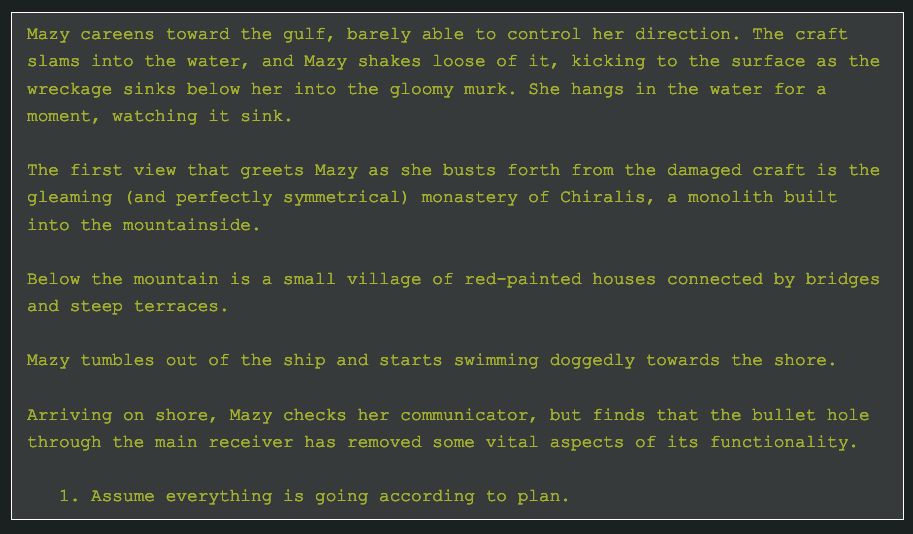 Mazy careens toward the gulf, barely able to control her direction. The craft
slams into the water, and Mazy shakes loose of it, kicking to the surface as the
wreckage sinks below her into the gloomy murk. She hangs in the water for a
moment, watching it sink.
The first view that greets Mazy as she busts forth from the damaged craft is the
gleaming (and perfectly symmetrical) monastery of Chiralis, a monolith built
into the mountainside.
Below the mountain is a small village of red-painted houses connected by bridges
and steep terraces.
Mazy tumbles out of the ship and starts swimming doggedly towards the shore.
Arriving on shore, Mazy checks her communicator, but finds that the bullet hole
through the main receiver has removed some vital aspects of its functionality.
1. Assume everything is going according to plan.